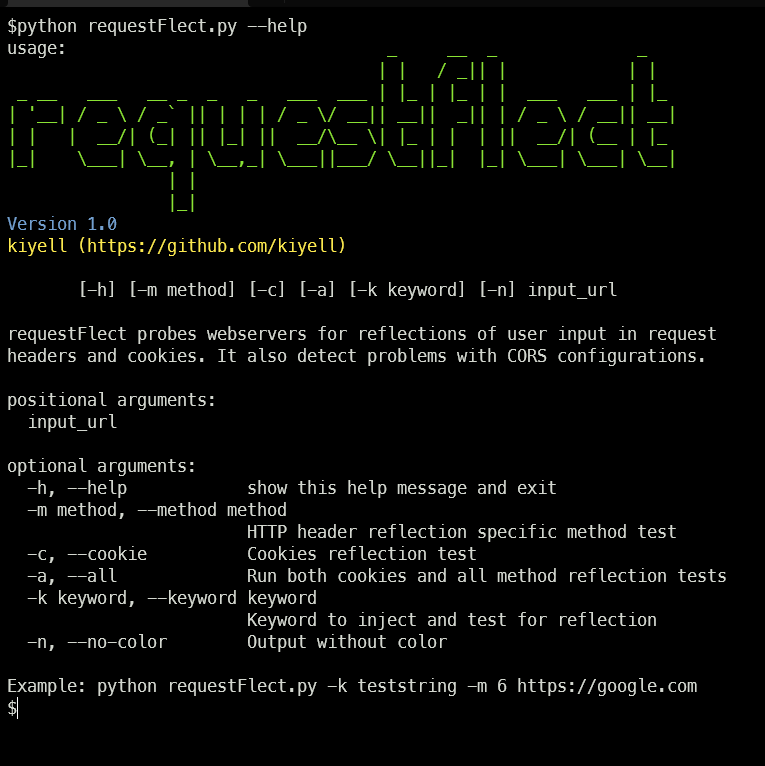 $python requestFlect.py --help
usage:
requestflect
Version 1.0
kiyell (https://github.com/kiyell)
[-h] [-m method] [-c] [-a] [-k keyword] [-n] input_url
requestFlect probes webservers for reflections of user input in request
headers and cookies. It also detect problems with CORS configurations.
positional arguments:
input_url
optional arguments:
-h, --help show this help message and exit
-m method, --method method
HTTP header reflection specific method test
-c, --cookie Cookies reflection test
-a, --all Run both cookies and all method reflection tests
-k keyword, --keyword keyword
Keyword to inject and test for reflection
-n, --no-color Output without color
Example: python requestFlect.py -k teststring -m 6 https://google.com
$